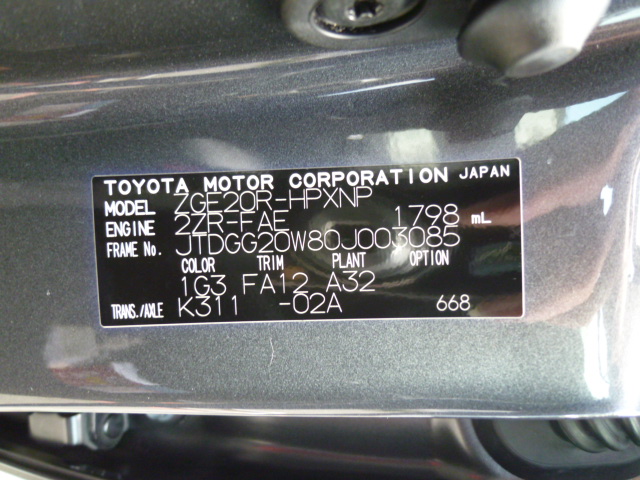 TOYOTA MOTOR CORPORATION JAPAN
MODEL ZGE20R-HPXNP
ENGINE 2ZR-FAE 1798 mL
FRAME No. JTDGG20W80J003085
COLOR TRIM PLANT OPTION
1G3 FA12 A32
TRANS./AXLE K311 -02A 668